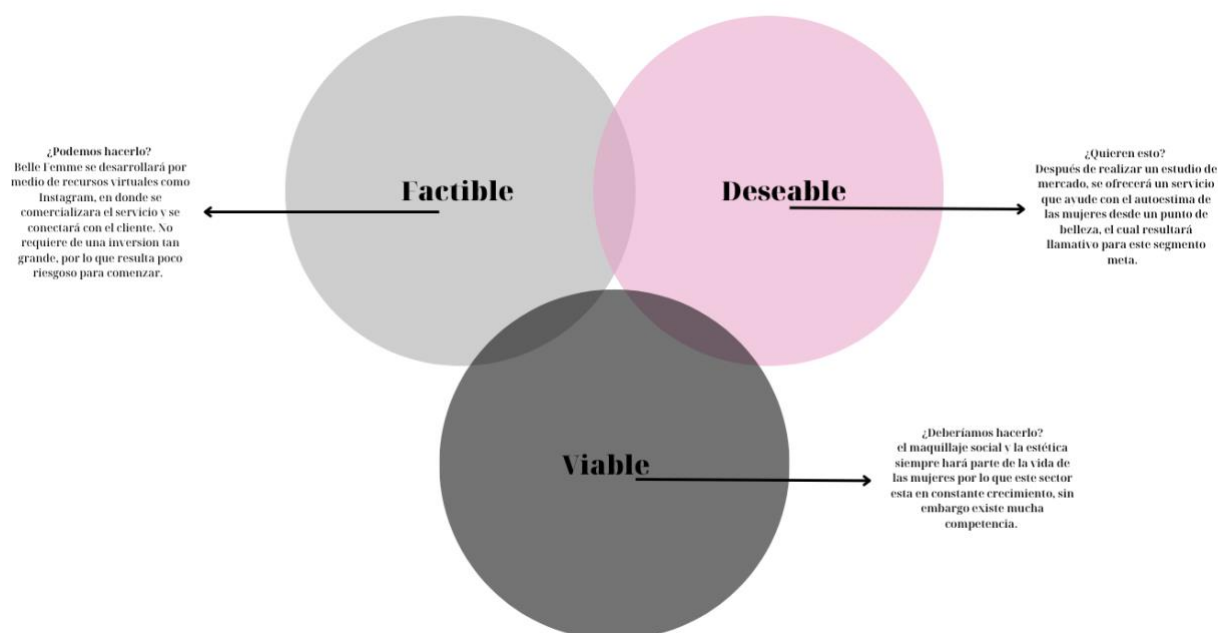 Factible
Deseable
¿Podemos hacerlo?
Belle Femme se desarrollará por
medio de recursos virtuales como
Instagram, en donde se
comercializara el servicio y se
conectará con el cliente. No
requiere de una inversion tan
grande, por lo que resulta poco
riesgoso para comenzar.
¿Quieren esto?
Después de realizar un estudio de
mercado, se ofrecerá un servicio
que ayude con el autoestima de
las mujeres desde un punto de
belleza, el cual resultará
llamativo para este segmento
meta.
Viable
¿Deberíamos hacerlo?
el maquillaje social y la estética
siempre hará parte de la vida de
las mujeres por lo que este sector
esta en constante crecimiento, sin
embargo existe mucha
competencia.